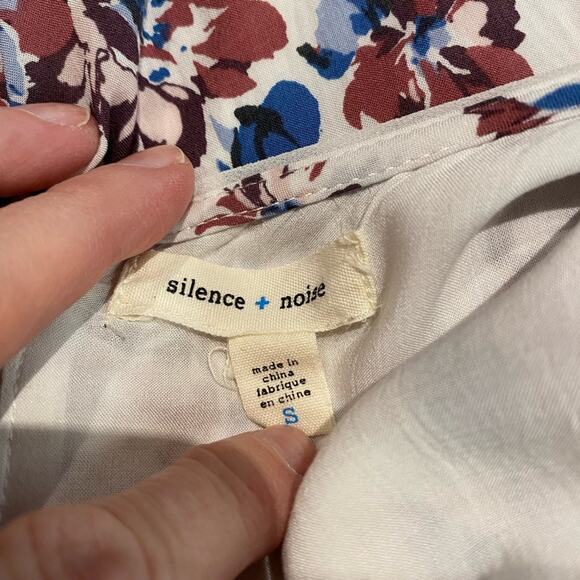 silence + noise
made in
china
fabrique
en chine
S